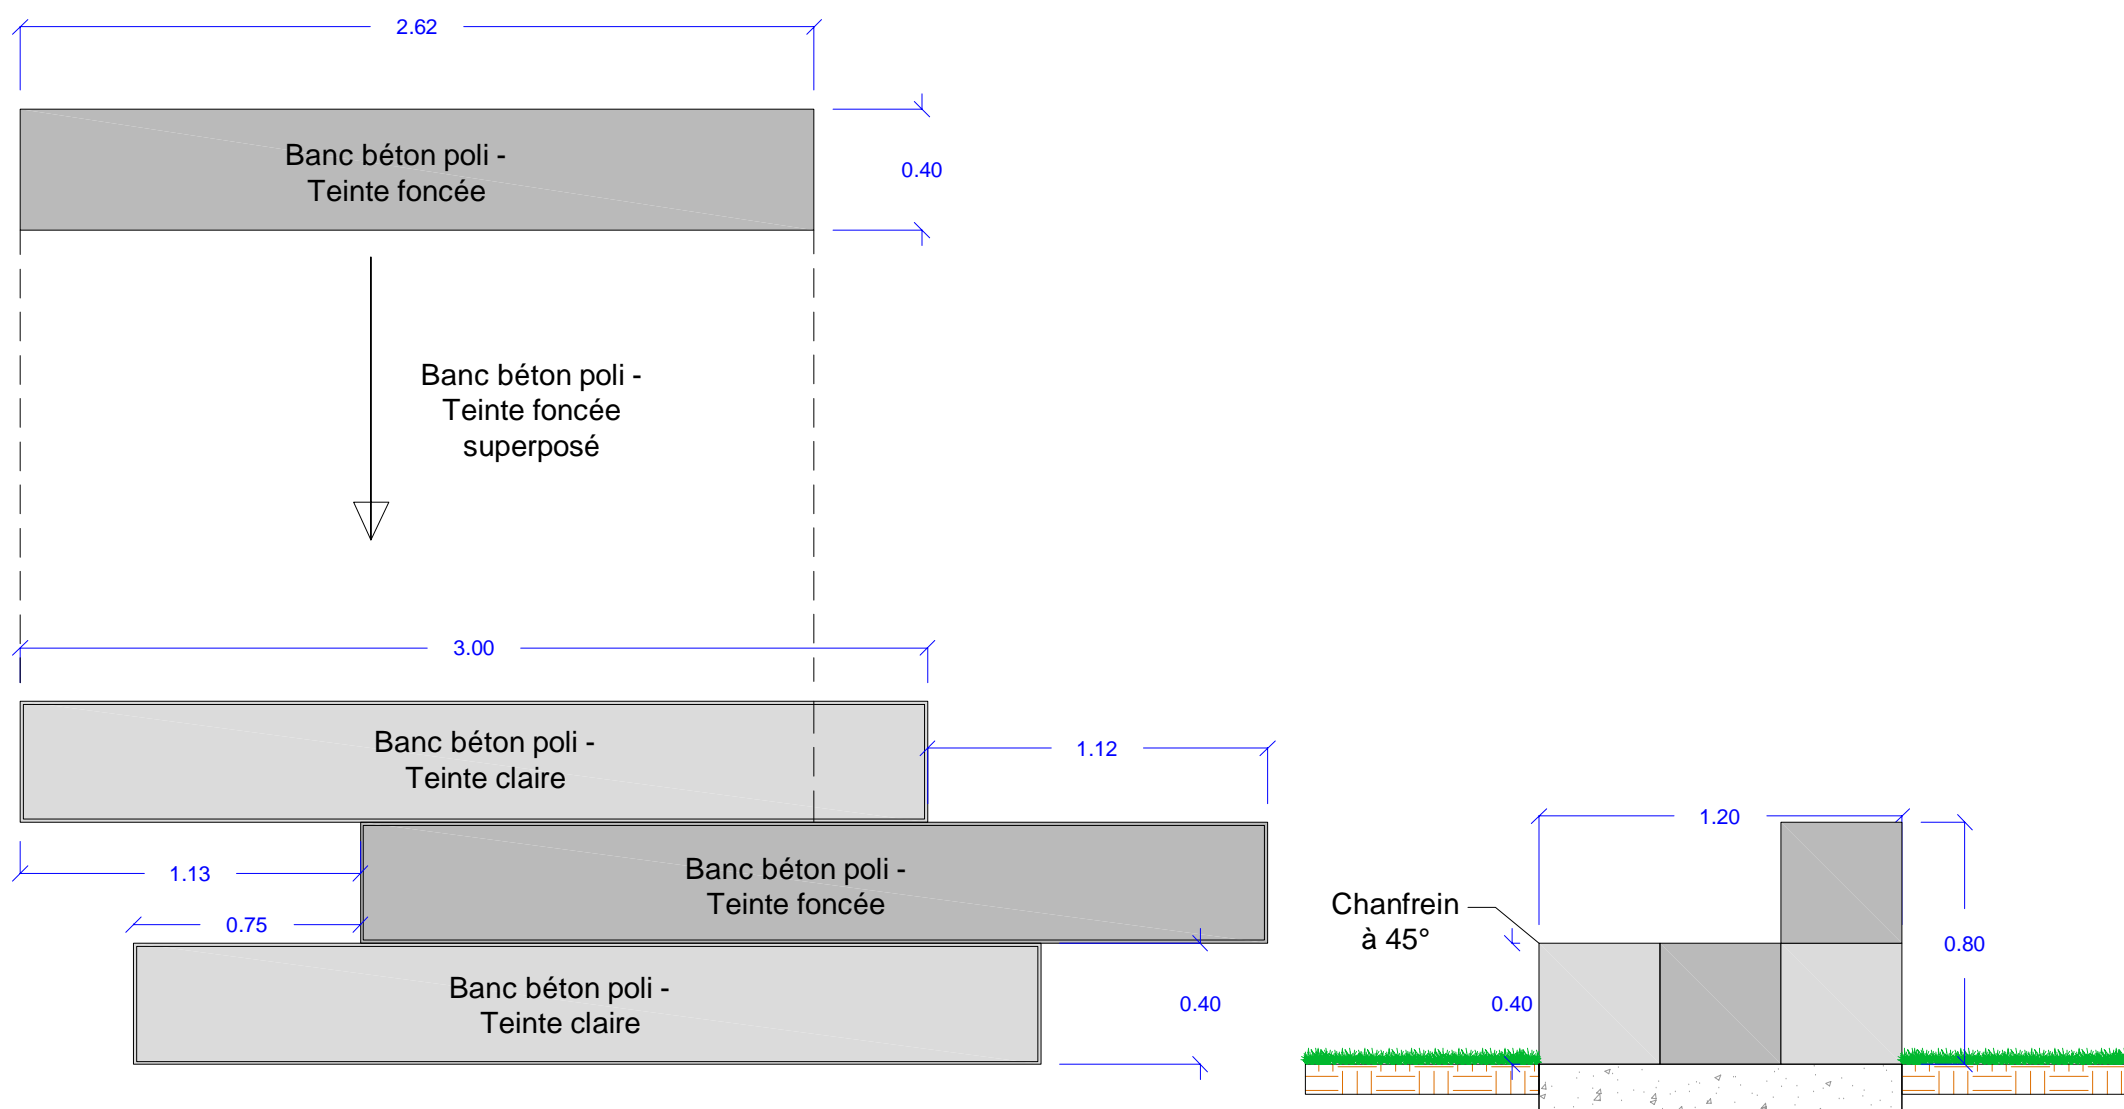 2.62
Banc béton poli -
Teinte foncée
0.40
Banc béton poli -
Teinte foncée
superposé
3.00
Banc béton poli -
Teinte claire
1.12
1.13
Banc béton poli -
Teinte foncée
0.75
Banc béton poli -
Teinte claire
0.40
1.20
Chanfrein
à 45°
0.80
0.40